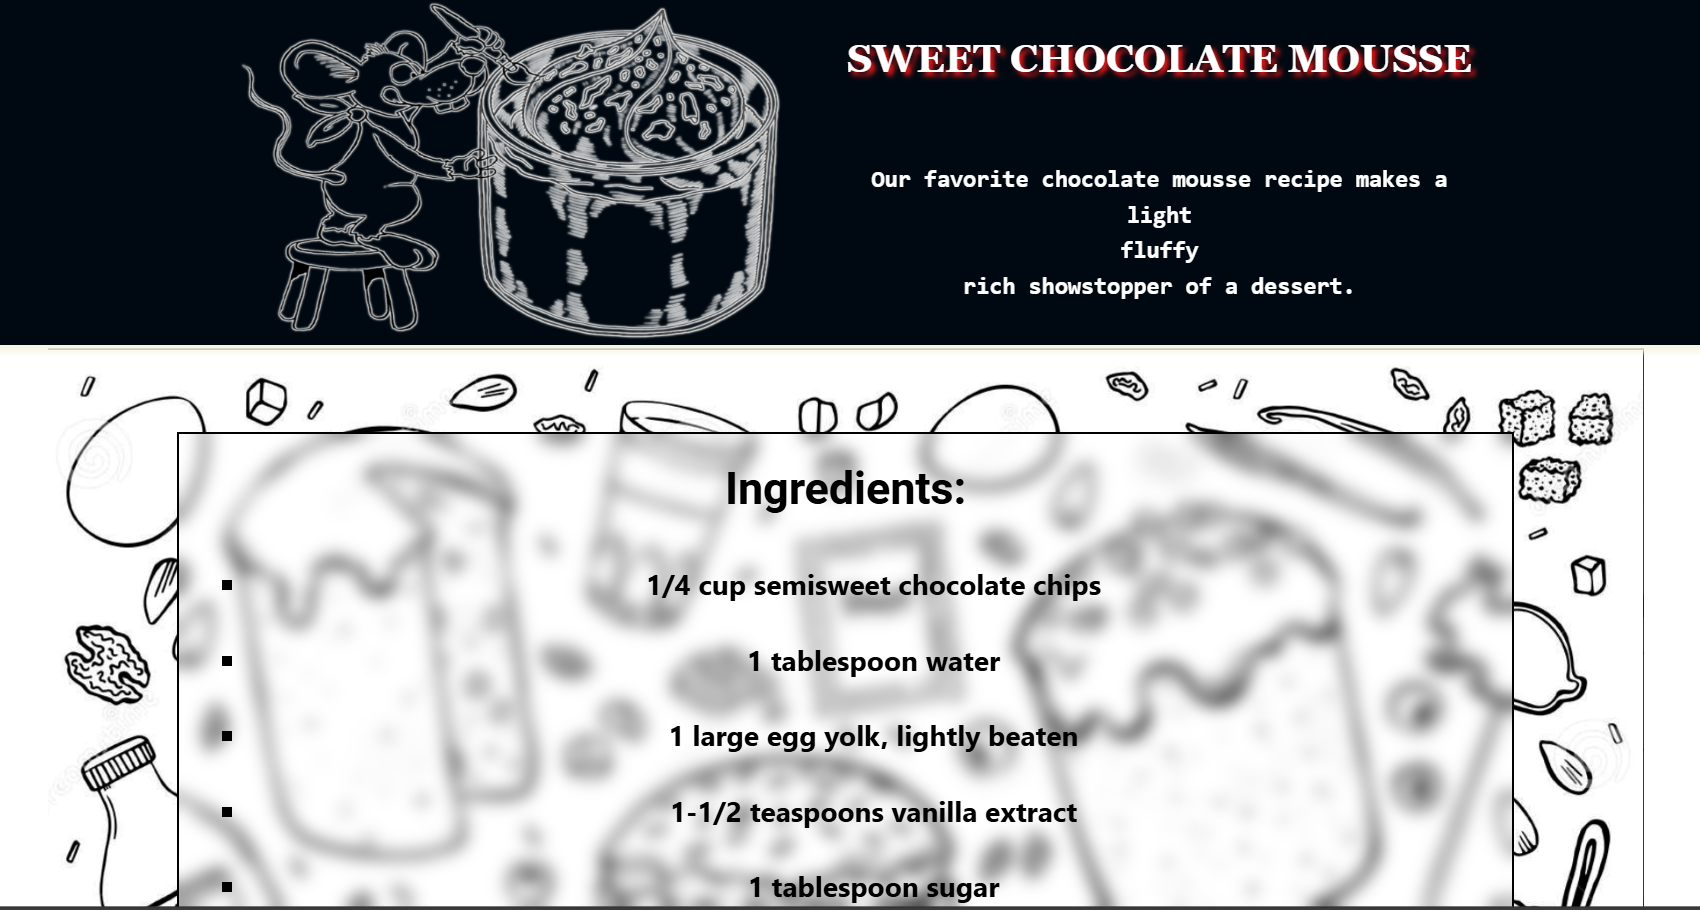 SWEET CHOCOLATE MOUSSE
Our favorite chocolate mousse recipe makes a
light
fluffy
rich showstopper of a dessert.
Ingredients:
1/4 cup semisweet chocolate chips
1 tablespoon water
1 large egg yolk, lightly beaten
1-1/2 teaspoons vanilla extract
1 tablespoon sugar